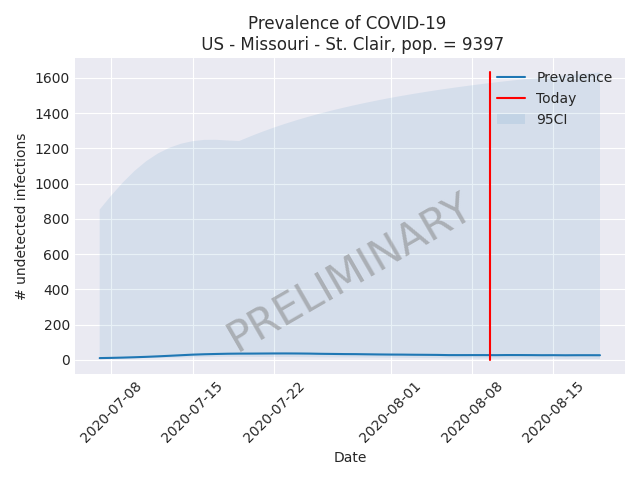 Prevalence of COVID-19
US - Missouri - St. Clair, pop. = 9397
Prevalence
Today
95CI
1600
1400
1200
1000
800
600
400
200
0
# undetected infections
PRELIMINARY
2020-07-08
2020-07-15
2020-07-22
2020-08-01
2020-08-08
2020-08-15
Date